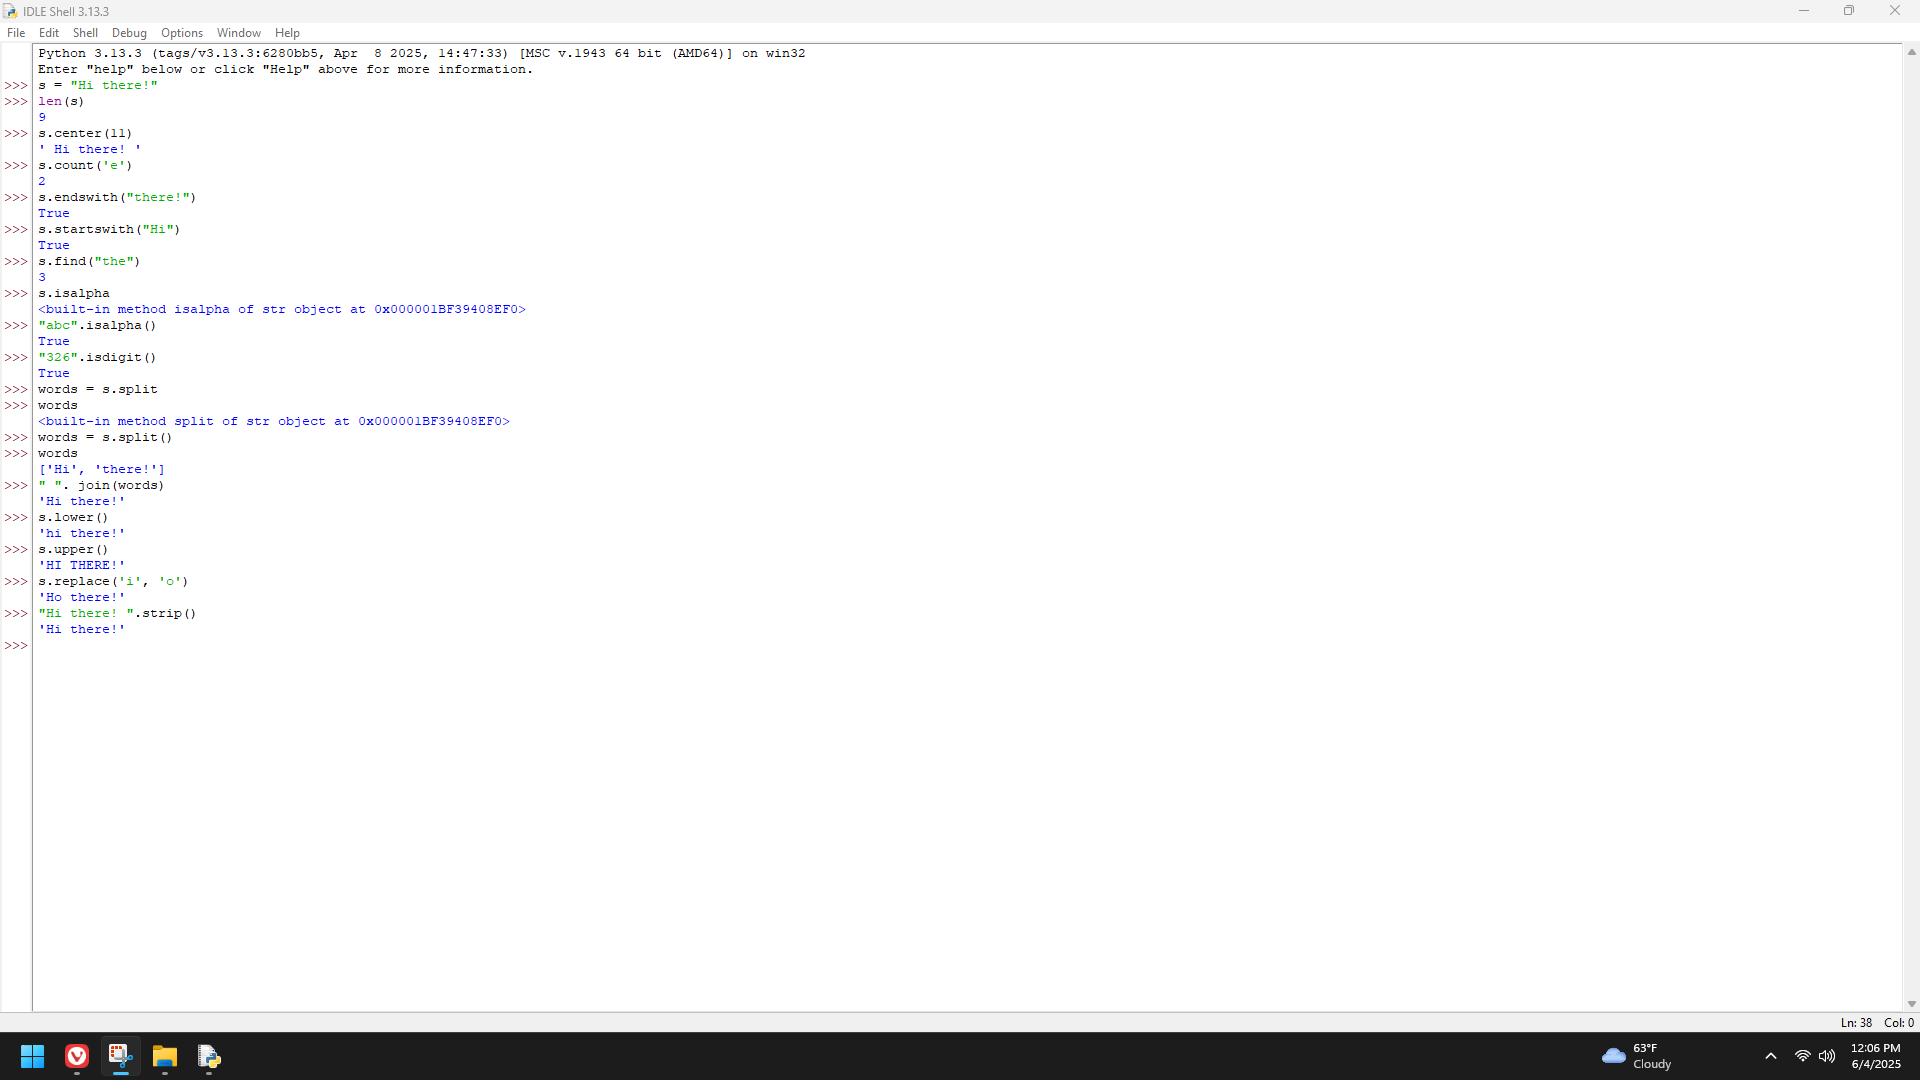 IDLE Shell 3.13.3
File Edit Shell Debug Options Window Help
Python 3.13.3 (tags/v3.13.3:6280bb5, Apr  8 2025, 14:47:33) [MSC v.1943 64 bit (AMD64)] on win32
Enter "help" below or click "Help" above for more information.
>>> s = "Hi there!"
>>> len(s)
9
>>> s.center(11)
' Hi there! '
>>> s.count('e')
2
>>> s.endswith("there!")
True
>>> s.startswith("Hi")
True
>>> s.find("the")
3
>>> s.isalpha
<built-in method isalpha of str object at 0x000001BF39408EF0>
>>> "abc".isalpha()
True
>>> "326".isdigit()
True
>>> words = s.split
>>> words
<built-in method split of str object at 0x000001BF39408EF0>
>>> words = s.split()
>>> words
['Hi', 'there!']
>>> " ". join(words)
'Hi there!'
>>> s.lower()
'hi there!'
>>> s.upper()
'HI THERE!'
>>> s.replace('i', 'o')
'Ho there!'
>>> "Hi there! ".strip()
'Hi there!'
>>>
Ln: 38 Col: 0
63°F
Cloudy
12:06 PM
6/4/2025